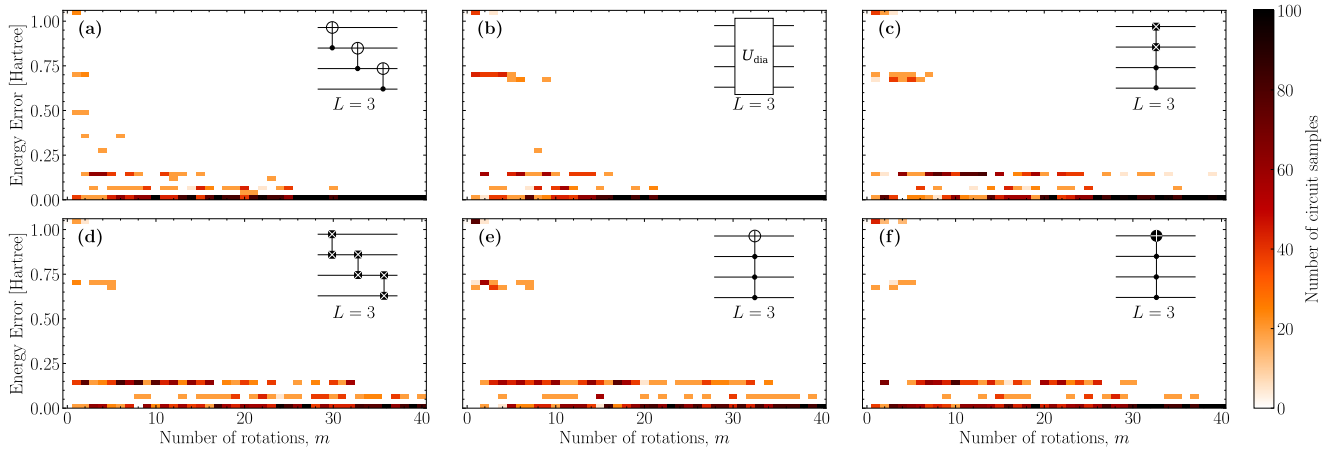 (a)
L = 3
(b)
U_dia
L = 3
(c)
L = 3
Energy Error [Hartree]
1.00
0.75
0.50
0.25
0.00
(d)
L = 3
(e)
L = 3
(f)
L = 3
Energy Error [Hartree]
1.00
0.75
0.50
0.25
0.00
0 10 20 30 40
0 10 20 30 40
0 10 20 30 40
Number of rotations, m
Number of rotations, m
Number of rotations, m
100
80
60
40
20
0
Number of circuit samples